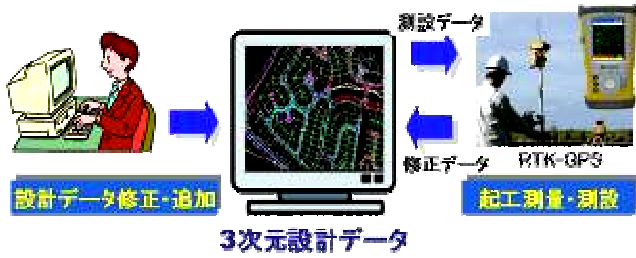 測設データ
修正データ
RTK-GPS
設計データ修正・追加
起工測量・測設
3次元設計データ